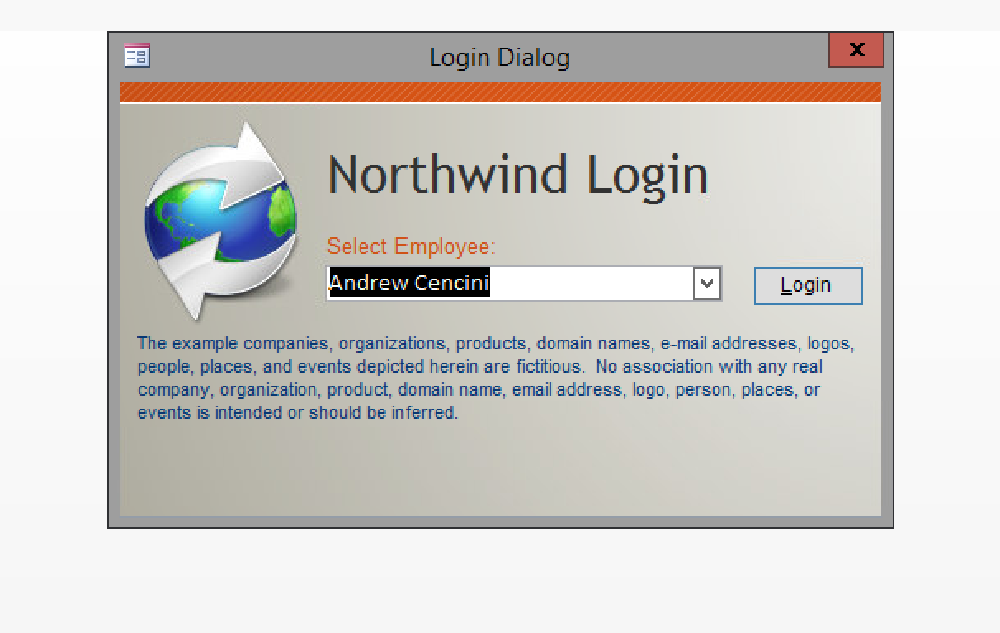 Login Dialog
x
Northwind Login
Select Employee:
Andrew Cencini
Login
The example companies, organizations, products, domain names, e-mail addresses, logos,
people, places, and events depicted herein are fictitious.  No association with any real
company, organization, product, domain name, email address, logo, person, places, or
events is intended or should be inferred.